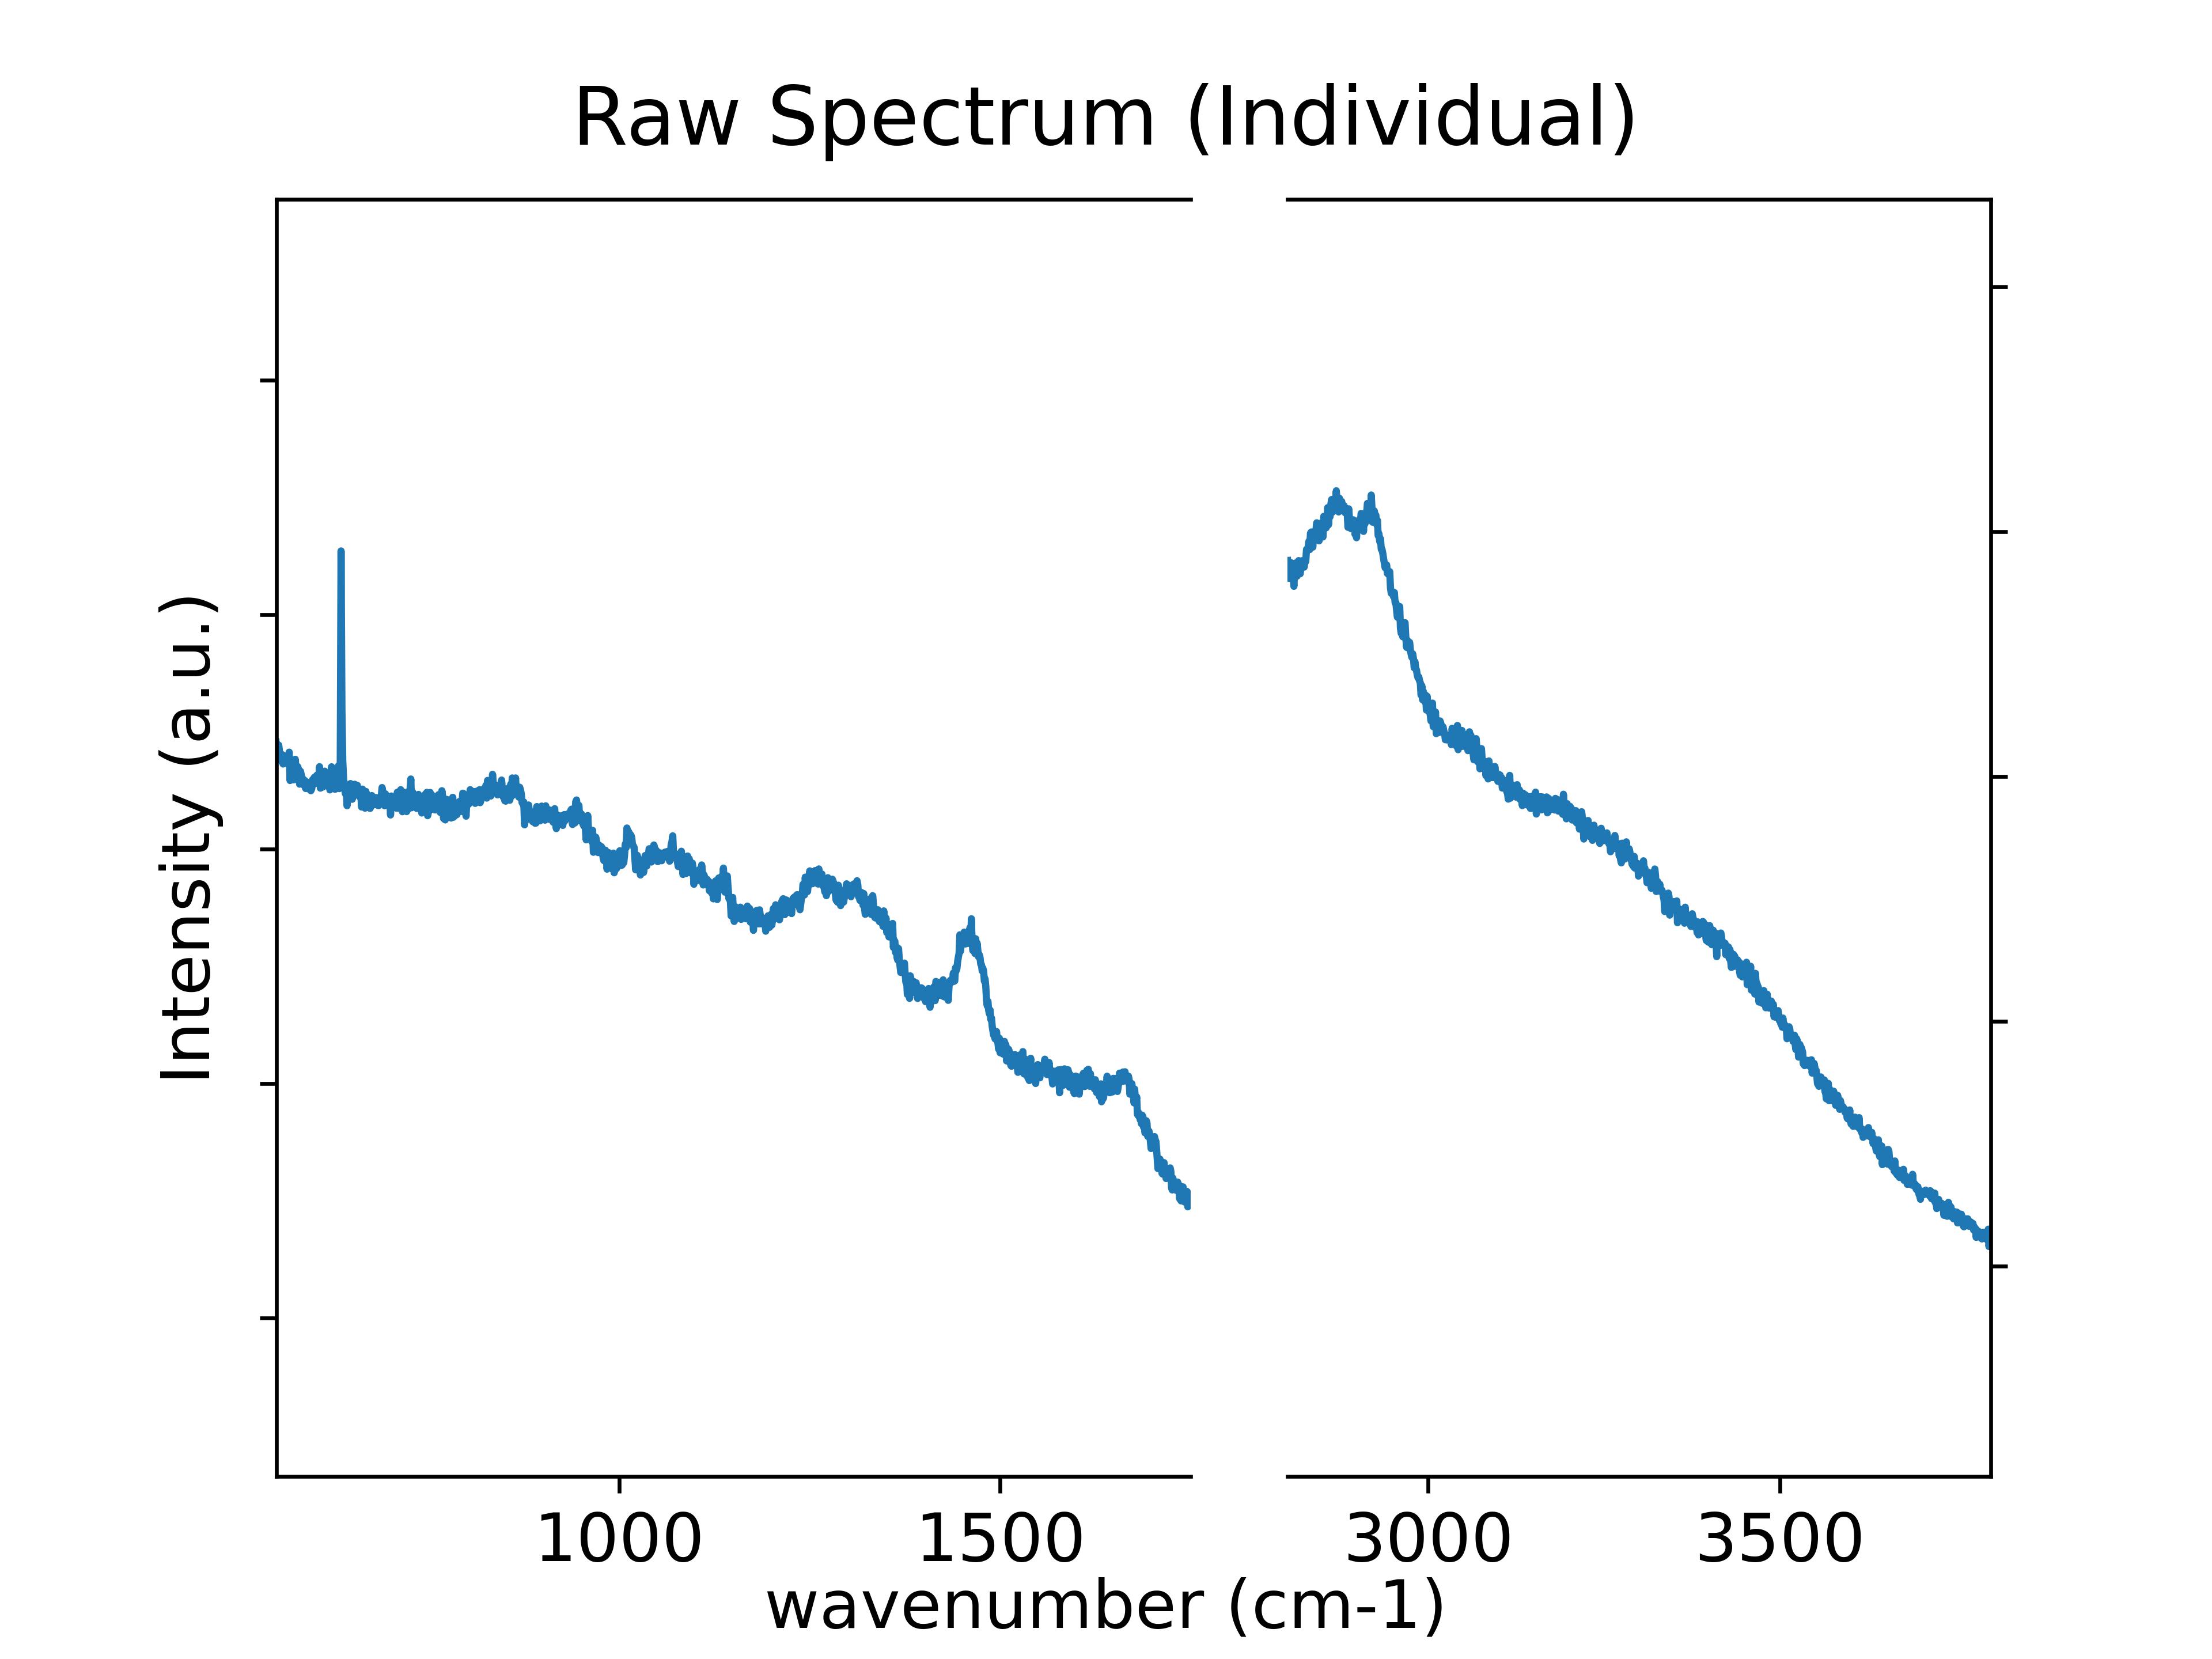 Raw Spectrum (Individual)
Intensity (a.u.)
1000 1500 3000 3500
wavenumber (cm-1)